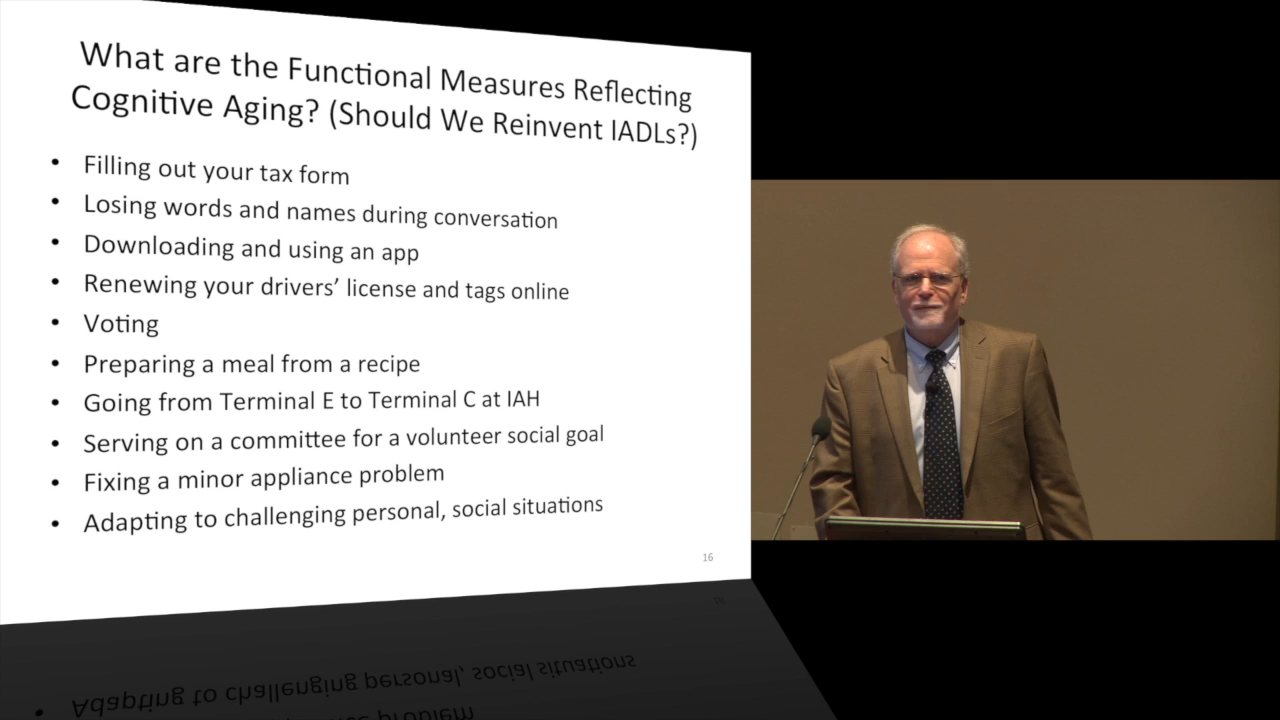 What are the Functional Measures Reflecting
Cognitive Aging? (Should We Reinvent IADLs?)
• Filling out your tax form
• Losing words and names during conversation
• Downloading and using an app
• Renewing your drivers’ license and tags online
• Voting
• Preparing a meal from a recipe
• Going from Terminal E to Terminal C at IAH
• Serving on a committee for a volunteer social goal
• Fixing a minor appliance problem
• Adapting to challenging personal, social situations
16